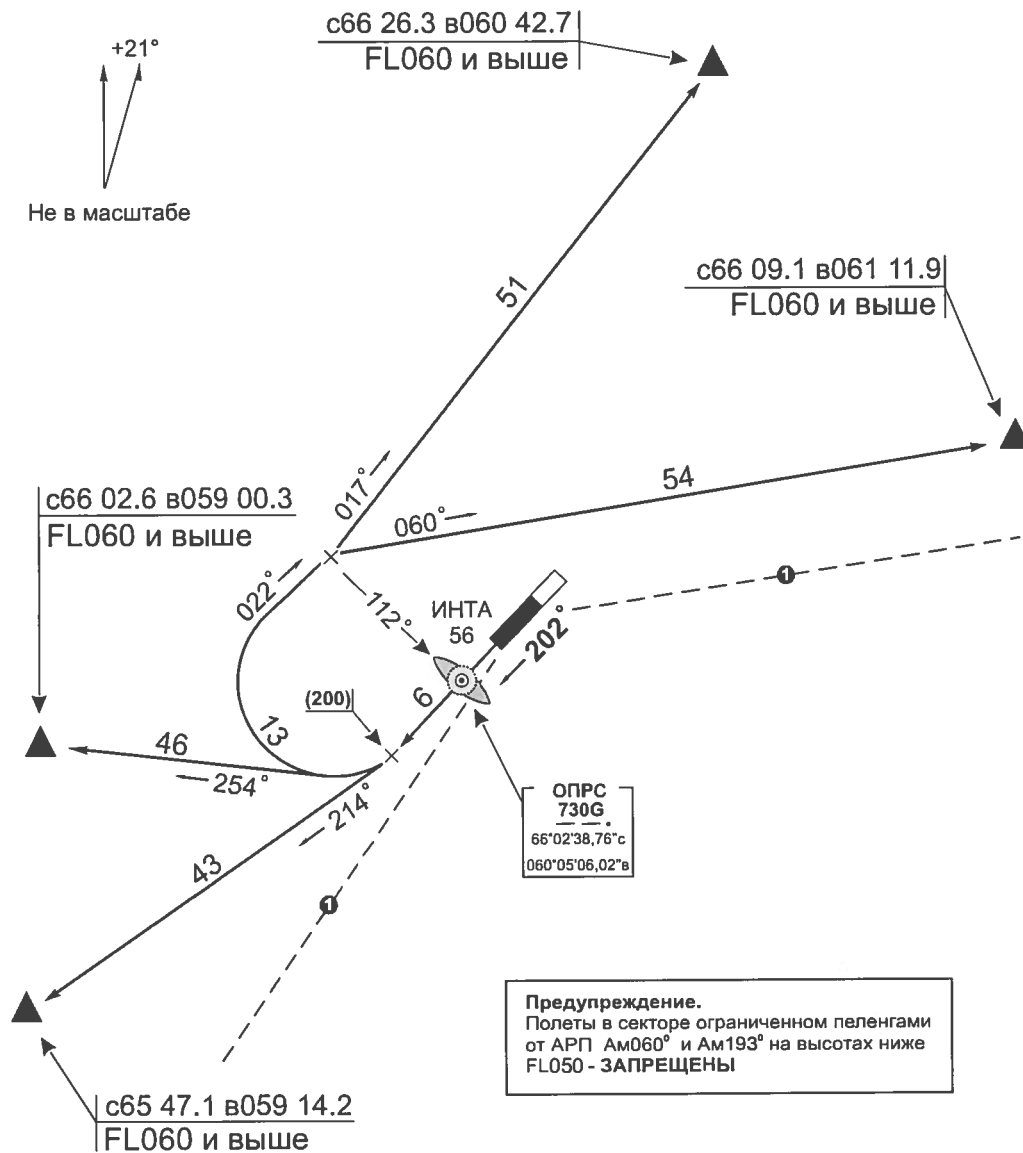 с66 26.3 в060 42.7
FL060 и выше
+21°
Не в масштабе
51
с66 09.1 в061 11.9
FL060 и выше
017°
54
060°
с66 02.6 в059 00.3
FL060 и выше
022°
112°
ИНТА
56
202°
1
(200)
6
13
46
254°
214°
ОПРС
730G
— — .
66°02'38,76"с
060°05'06,02"в
43
1
Предупреждение.
Полеты в секторе ограниченном пеленгами
от АРП Ам060° и Ам193° на высотах ниже
FL050 - ЗАПРЕЩЕНЫ
с65 47.1 в059 14.2
FL060 и выше